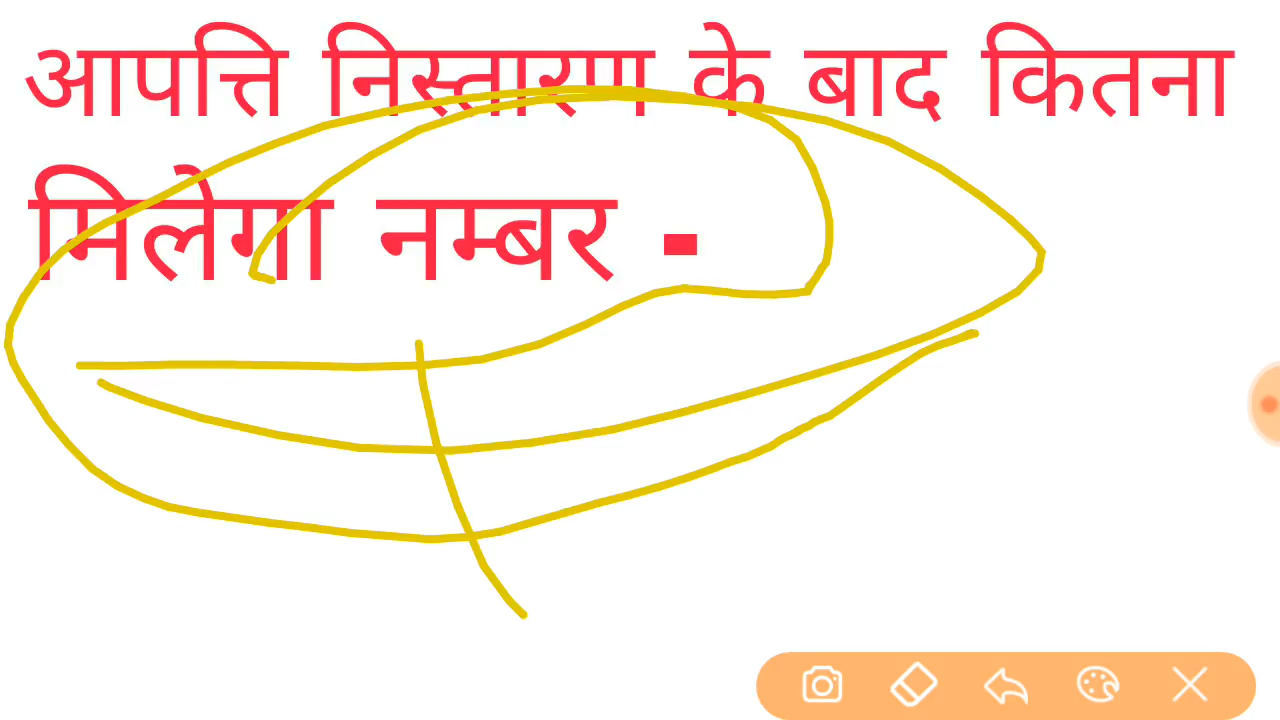 आपत्ति निस्तारण के बाद कितना
मिलेगा नम्बर -